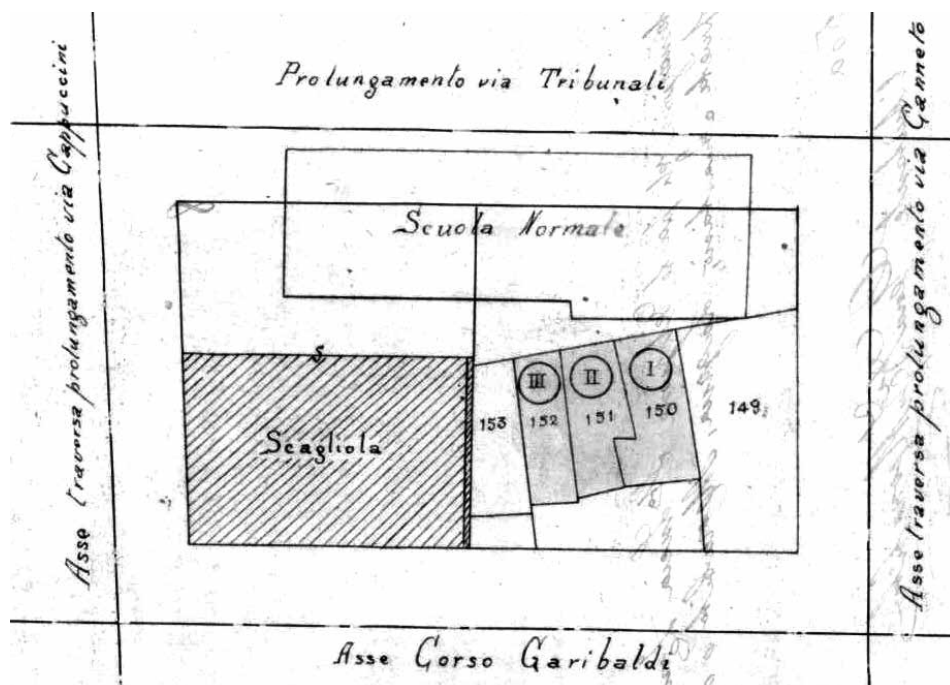 Prolungamento via Tribunali
Asse traversa prolungamento via Cappuccini
Asse traversa prolungamento via Canneto
Scuola Normale
III
II
I
153
152
151
150
149
Scagliola
Asse Corso Garibaldi